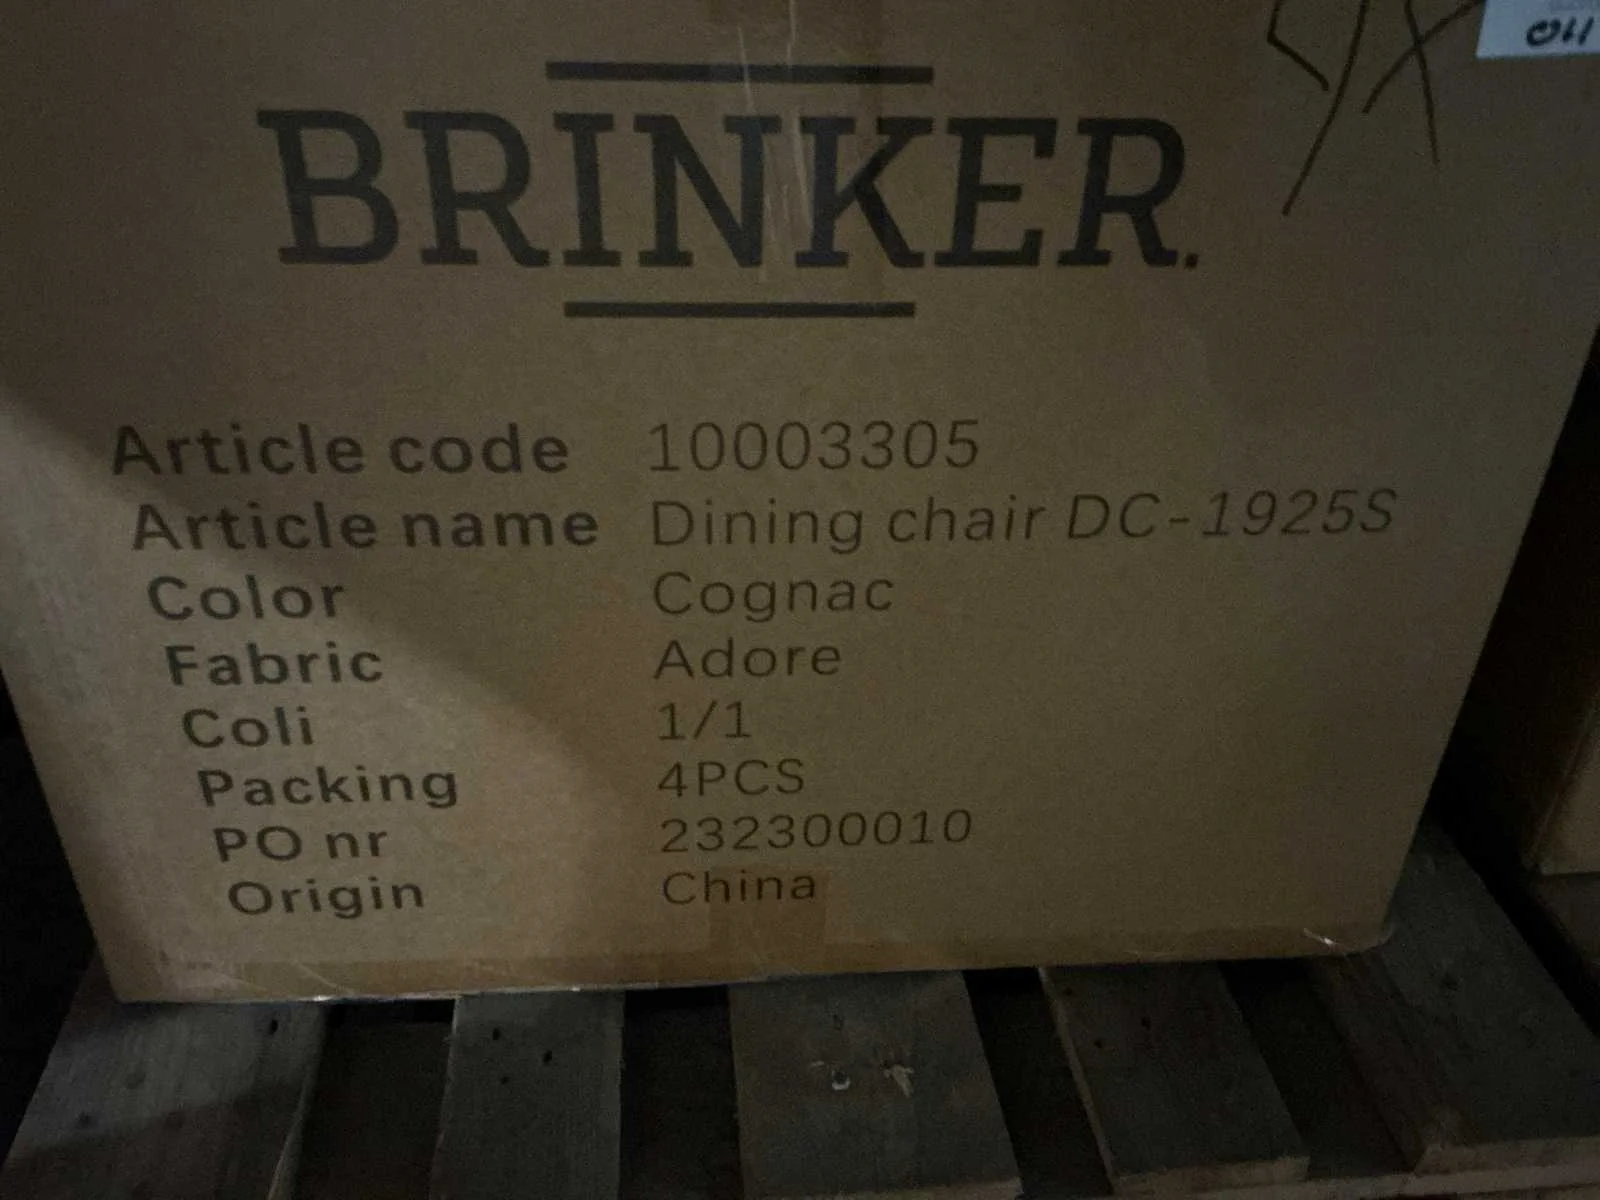 BRINKER.
Article code 10003305
Article name Dining chair DC-1925S
Color Cognac
Fabric Adore
Coli 1/1
Packing 4PCS
PO nr 232300010
Origin China